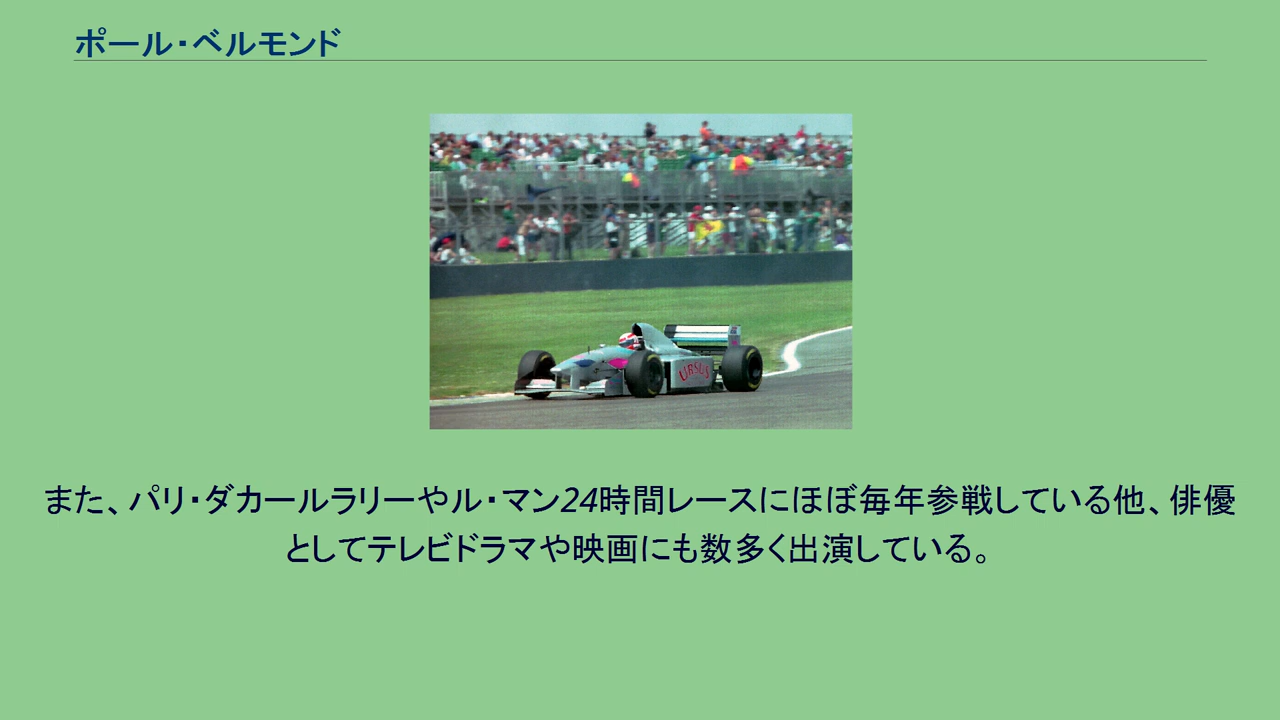 ポール・ベルモンド
URSUS
また、パリ・ダカールラリーやル・マン24時間レースにほぼ毎年参戦している他、俳優
としてテレビドラマや映画にも数多く出演している。